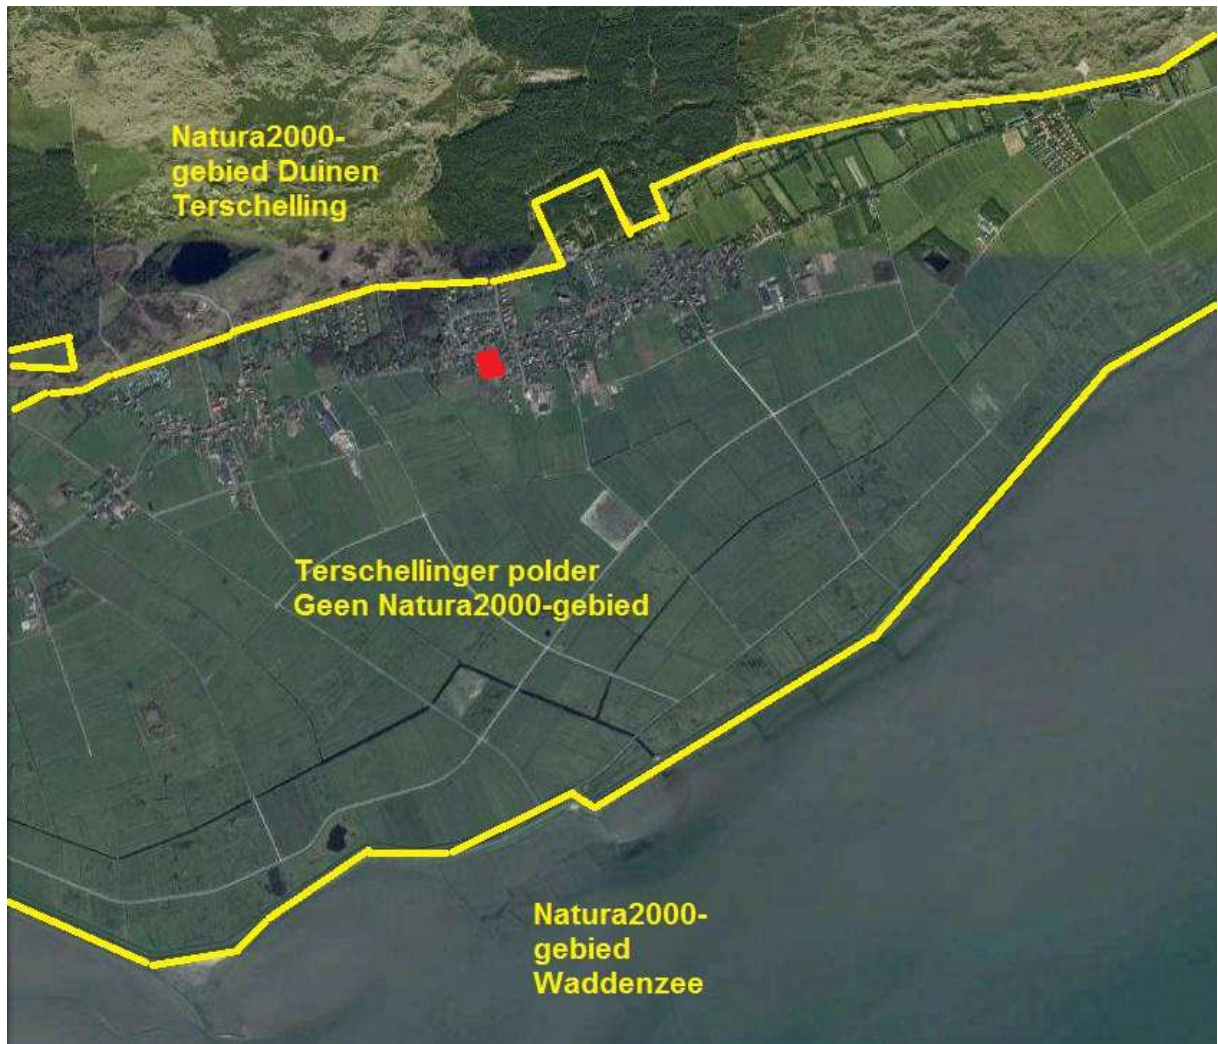 Natura2000-
gebied Duinen
Terschelling
Terschellinger polder
Geen Natura2000-gebied
Natura2000-
gebied
Waddenzee